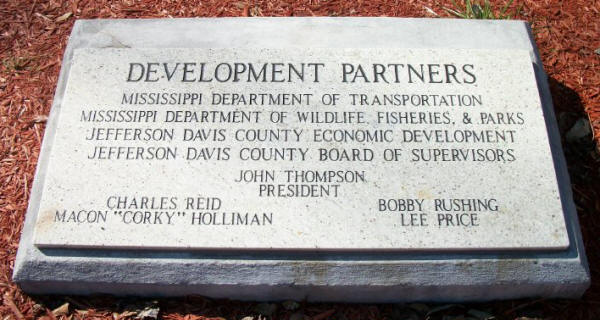 DEVELOPMENT PARTNERS
MISSISSIPPI DEPARTMENT OF TRANSPORTATION
MISSISSIPPI DEPARTMENT OF WILDLIFE, FISHERIES, & PARKS
JEFFERSON DAVIS COUNTY ECONOMIC DEVELOPMENT
JEFFERSON DAVIS COUNTY BOARD OF SUPERVISORS
JOHN THOMPSON
PRESIDENT
CHARLES REID BOBBY RUSHING
MACON "CORKY" HOLLIMAN LEE PRICE